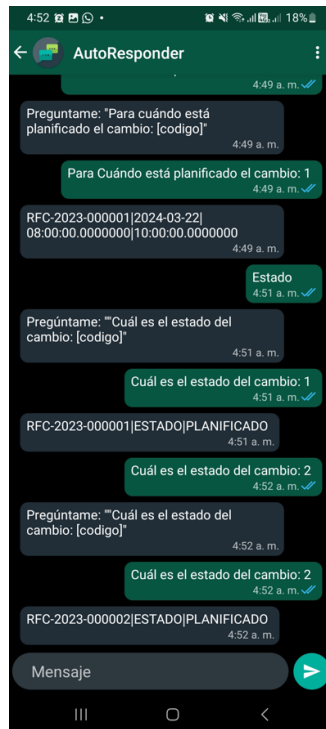 4:52
18%
AutoResponder
4:49 a. m.
Preguntame: "Para cuándo está
planificado el cambio: [codigo]"
4:49 a. m.
Para Cuándo está planificado el cambio: 1
4:49 a. m.
RFC-2023-000001|2024-03-22|
08:00:00.0000000|10:00:00.0000000
4:49 a. m.
Estado
4:51 a. m.
Pregúntame: ""Cuál es el estado del
cambio: [codigo]"
4:51 a. m.
Cuál es el estado del cambio: 1
4:51 a. m.
RFC-2023-000001|ESTADO|PLANIFICADO
4:51 a. m.
Cuál es el estado del cambio: 2
4:52 a. m.
Pregúntame: ""Cuál es el estado del
cambio: [codigo]"
4:52 a. m.
Cuál es el estado del cambio: 2
4:52 a. m.
RFC-2023-000002|ESTADO|PLANIFICADO
4:52 a. m.
Mensaje